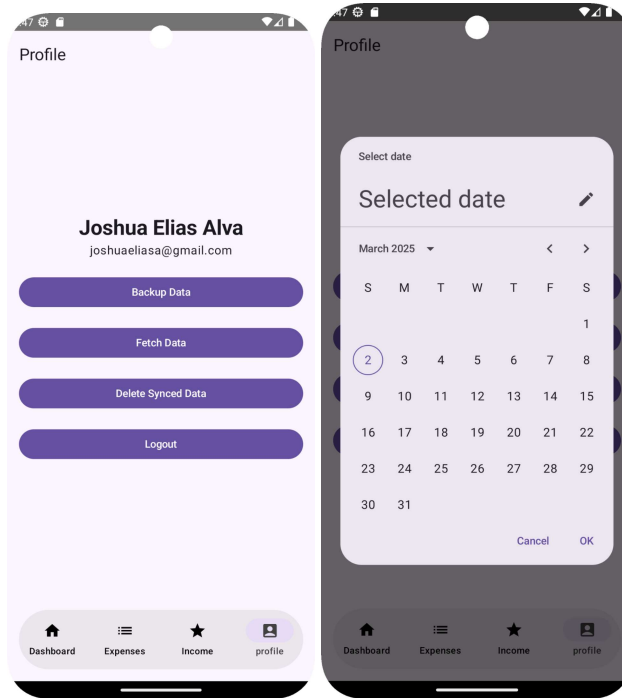 :47
Profile
Joshua Elias Alva
joshuaeliasa@gmail.com
Backup Data
Fetch Data
Delete Synced Data
Logout
Dashboard Expenses Income profile
:47
Profile
Select date
Selected date
March 2025
S M T W T F S
1
2 3 4 5 6 7 8
9 10 11 12 13 14 15
16 17 18 19 20 21 22
23 24 25 26 27 28 29
30 31
Cancel OK
Dashboard Expenses Income profile